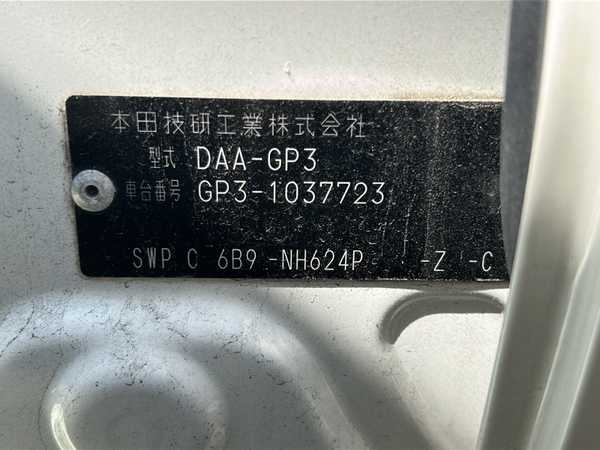 本田技研工業株式会社
型式 DAA-GP3
車台番号 GP3-1037723
SWP C 6B9 -NH624P -Z -C